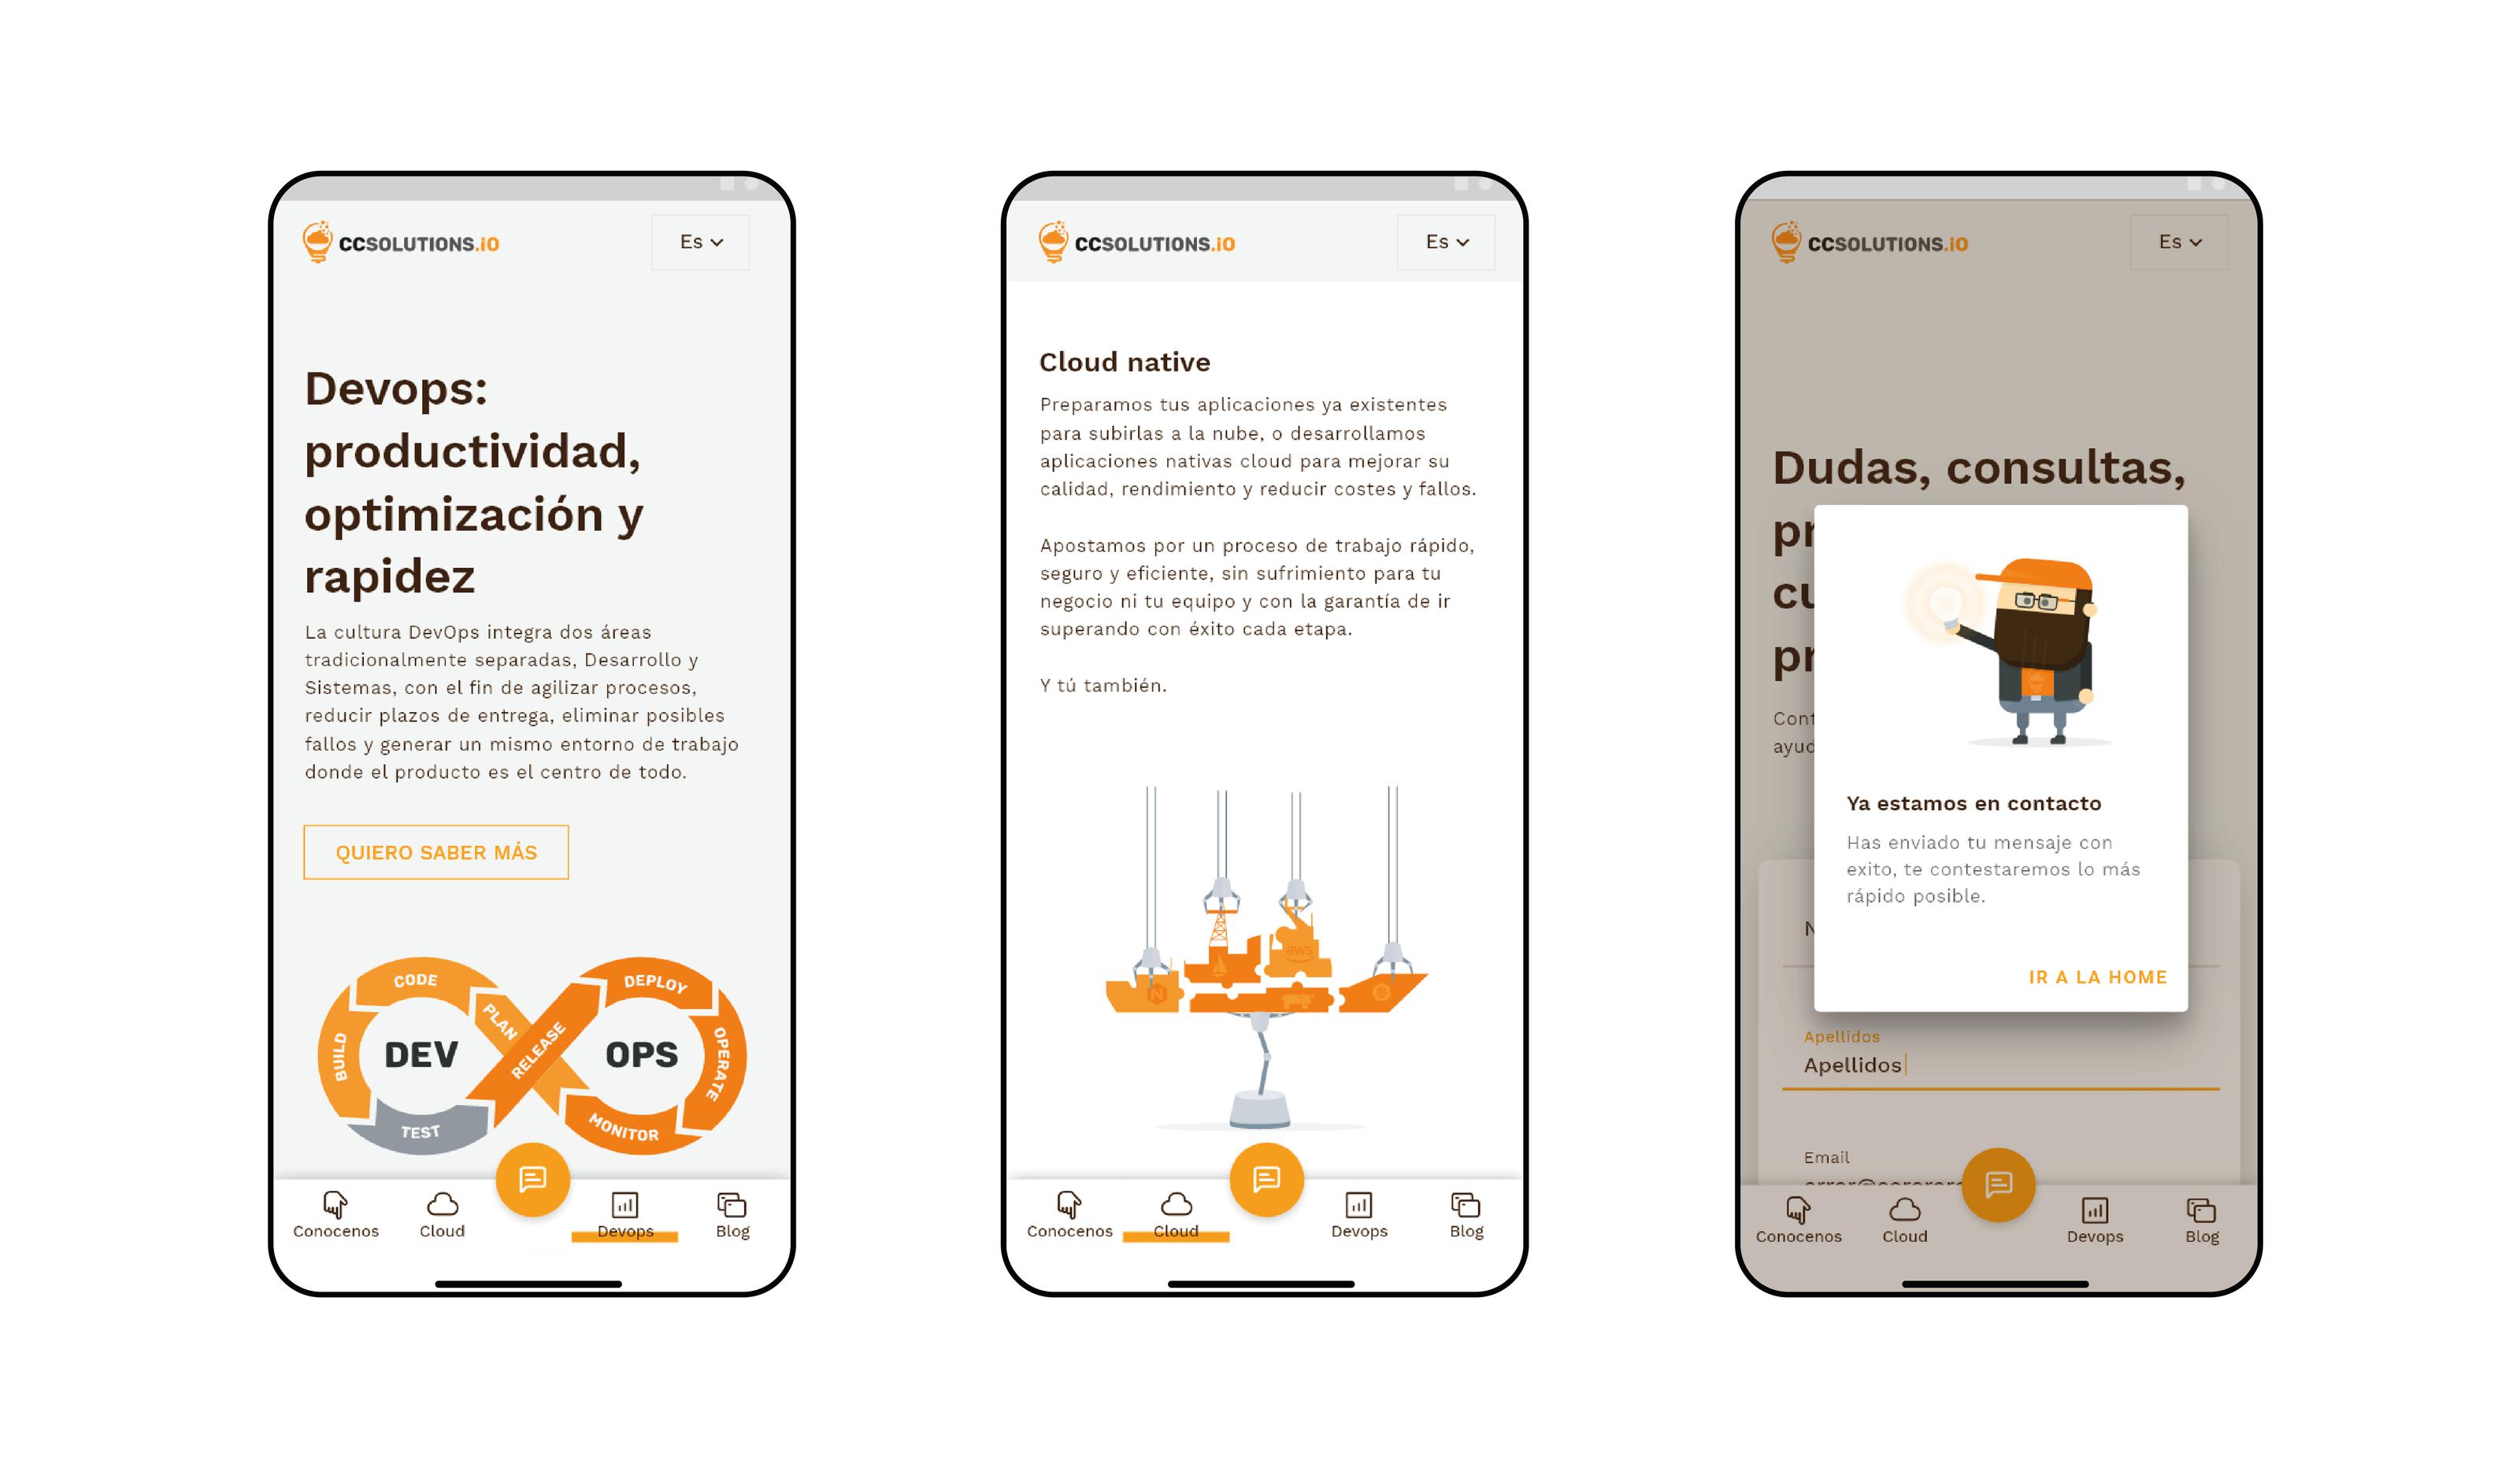 CCSOLUTIONS.iO
Es
Devops:
productividad,
optimización y
rapidez
La cultura DevOps integra dos áreas
tradicionalmente separadas, Desarrollo y
Sistemas, con el fin de agilizar procesos,
reducir plazos de entrega, eliminar posibles
fallos y generar un mismo entorno de trabajo
donde el producto es el centro de todo.
QUIERO SABER MÁS
CODE
PLAN
BUILD
DEV
TEST
RELEASE
DEPLOY
OPS
OPERATE
MONITOR
Conocenos
Cloud
Devops
Blog
CCSOLUTIONS.iO
Es
Cloud native
Preparamos tus aplicaciones ya existentes
para subirlas a la nube, o desarrollamos
aplicaciones nativas cloud para mejorar su
calidad, rendimiento y reducir costes y fallos.
Apostamos por un proceso de trabajo rápido,
seguro y eficiente, sin sufrimiento para tu
negocio ni tu equipo y con la garantía de ir
superando con éxito cada etapa.
Y tú también.
aws
N
Conocenos
Cloud
Devops
Blog
CCSOLUTIONS.iO
Es
Dudas, consultas,
Ya estamos en contacto
Has enviado tu mensaje con
exito, te contestaremos lo más
rápido posible.
IR A LA HOME
Apellidos
Apellidos
Email
Conocenos
Cloud
Devops
Blog